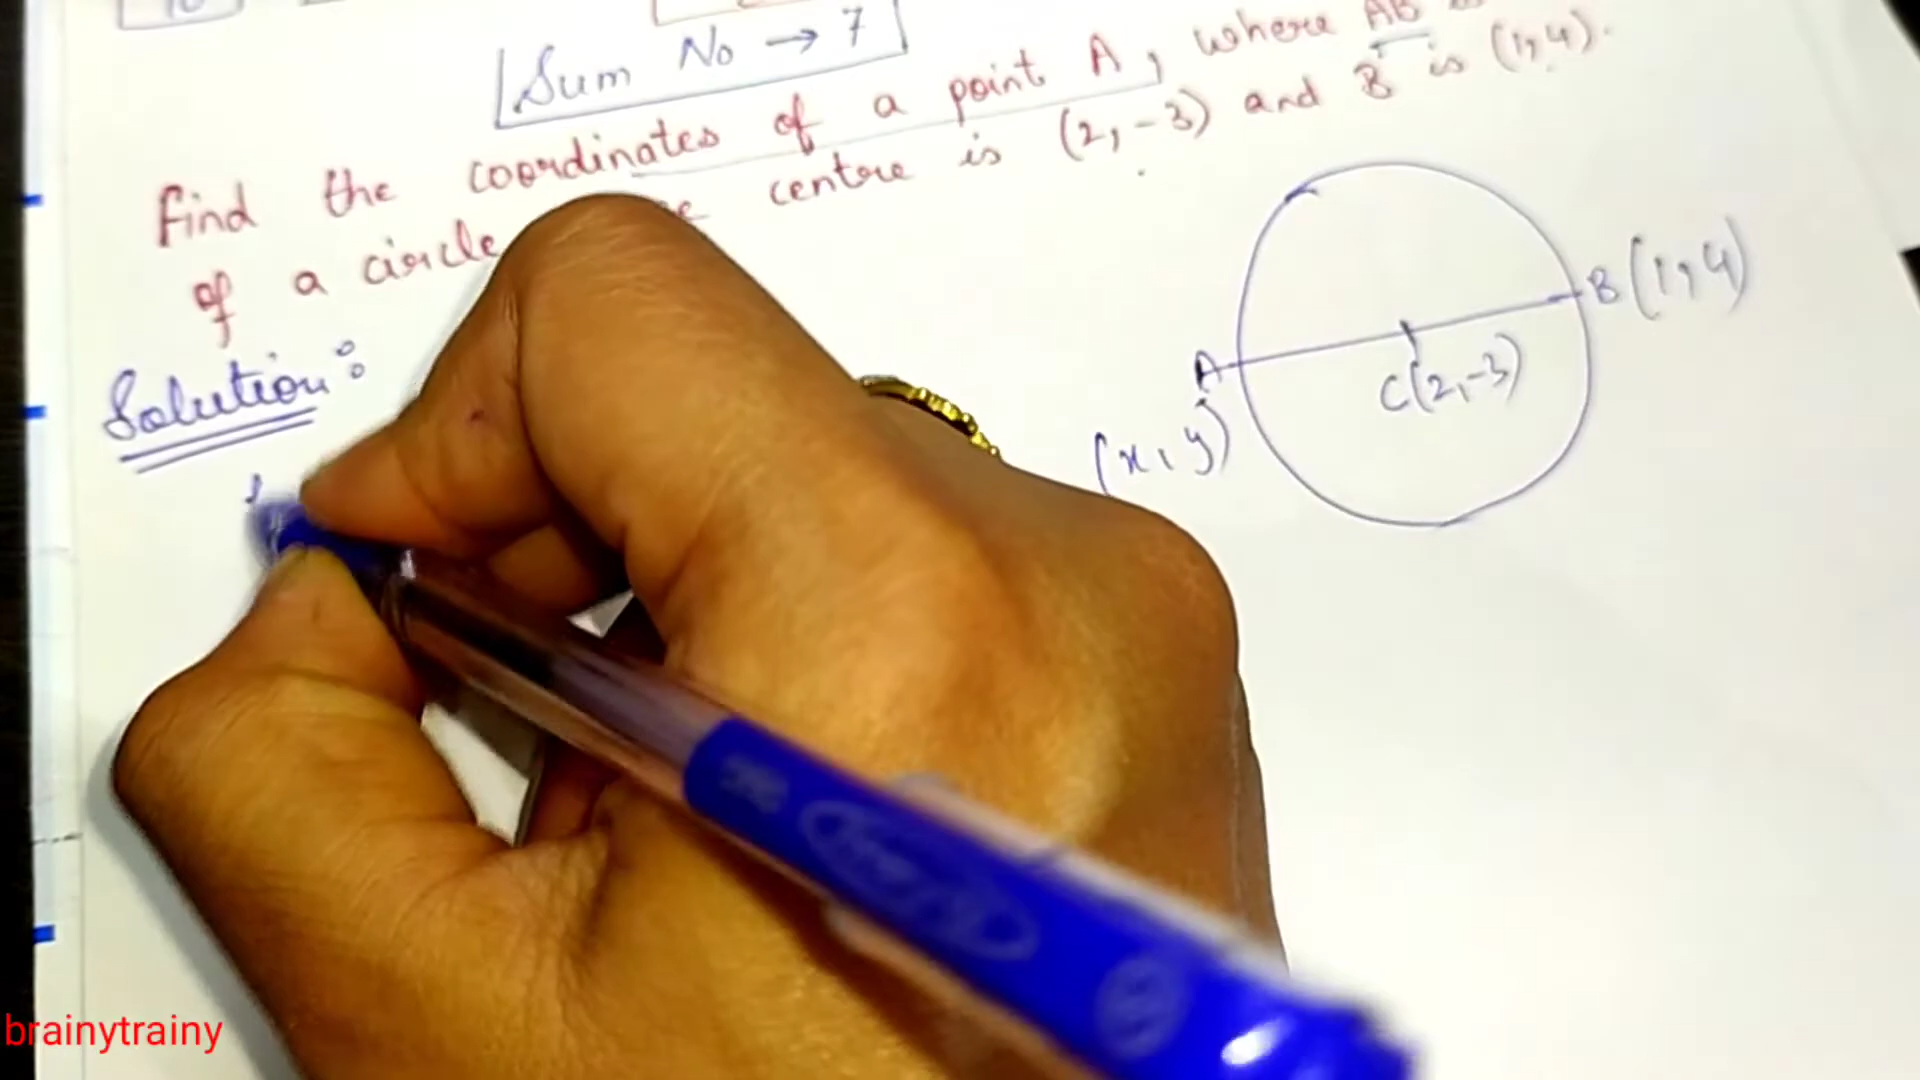 Sum No → 7
Find the coordinates of a point A, where AB
of a circle centre is (2, -3) and B is (1, 4).
Solution:
A
B (1, 4)
C(2, -3)
(x, y)
brainytrainy